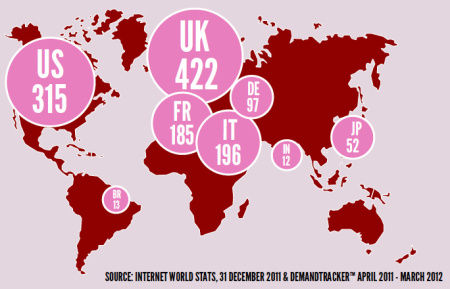 US
315
UK
422
DE
97
FR
185
IT
196
IN
12
JP
52
BR
13
SOURCE: INTERNET WORLD STATS, 31 DECEMBER 2011 & DEMANDTRACKER™ APRIL 2011 - MARCH 2012